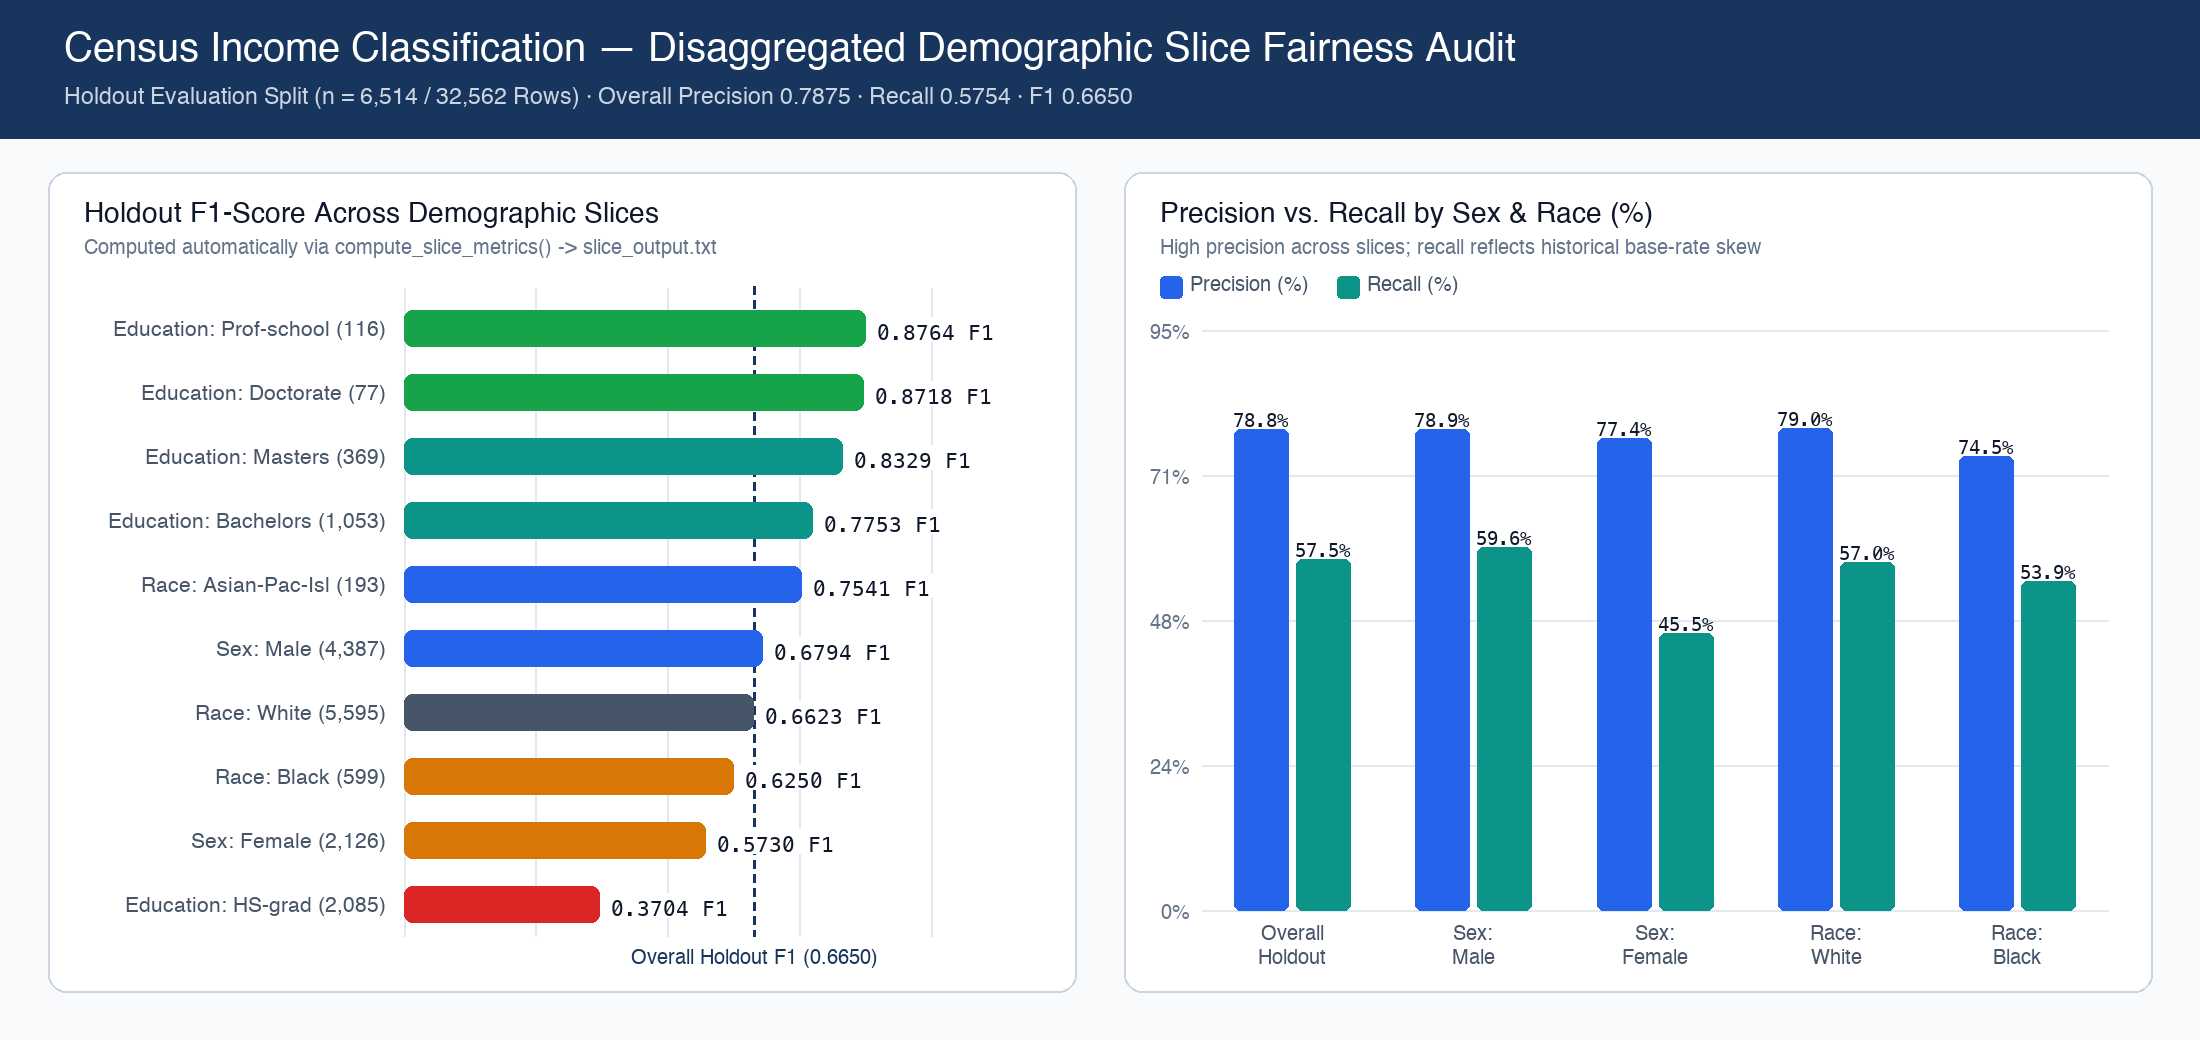 Census Income Classification — Disaggregated Demographic Slice Fairness Audit
Holdout Evaluation Split (n = 6,514 / 32,562 Rows) · Overall Precision 0.7875 · Recall 0.5754 · F1 0.6650
Holdout F1-Score Across Demographic Slices
Computed automatically via compute_slice_metrics() -> slice_output.txt
Education: Prof-school (116) 0.8764 F1
Education: Doctorate (77) 0.8718 F1
Education: Masters (369) 0.8329 F1
Education: Bachelors (1,053) 0.7753 F1
Race: Asian-Pac-Isl (193) 0.7541 F1
Sex: Male (4,387) 0.6794 F1
Race: White (5,595) 0.6623 F1
Race: Black (599) 0.6250 F1
Sex: Female (2,126) 0.5730 F1
Education: HS-grad (2,085) 0.3704 F1
Overall Holdout F1 (0.6650)
Precision vs. Recall by Sex & Race (%)
High precision across slices; recall reflects historical base-rate skew
Precision (%) Recall (%)
95%
71%
48%
24%
0%
78.8% 57.5%
78.9% 59.6%
77.4% 45.5%
79.0% 57.0%
74.5% 53.9%
Overall
Holdout
Sex:
Male
Sex:
Female
Race:
White
Race:
Black